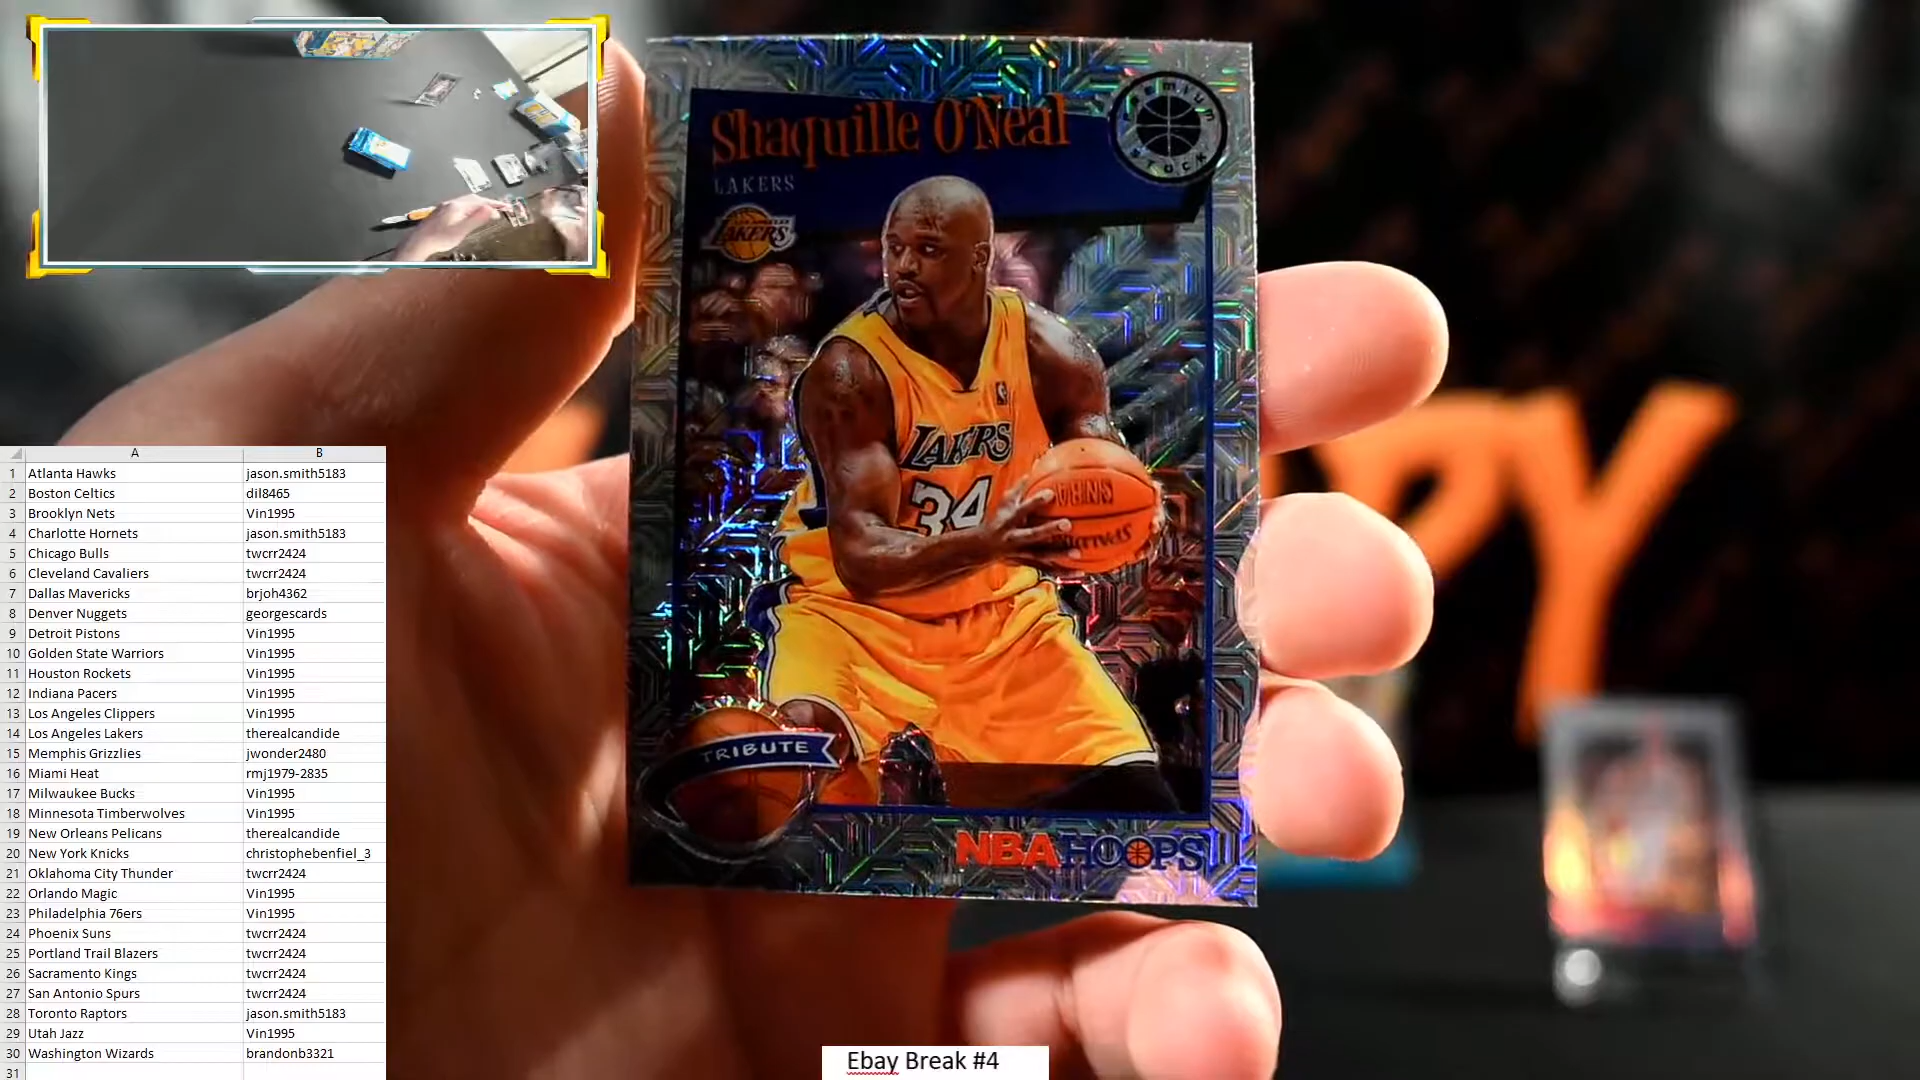 Shaquille O'Neal
LAKERS
PREMIUM
STOCK
LOS ANGELES
LAKERS
LAKERS
34
TRIBUTE
NBA HOOPS
A B
1 Atlanta Hawks jason.smith5183
2 Boston Celtics dil8465
3 Brooklyn Nets Vin1995
4 Charlotte Hornets jason.smith5183
5 Chicago Bulls twcrr2424
6 Cleveland Cavaliers twcrr2424
7 Dallas Mavericks brjoh4362
8 Denver Nuggets georgescards
9 Detroit Pistons Vin1995
10 Golden State Warriors Vin1995
11 Houston Rockets Vin1995
12 Indiana Pacers Vin1995
13 Los Angeles Clippers Vin1995
14 Los Angeles Lakers therealcandide
15 Memphis Grizzlies jwonder2480
16 Miami Heat rmj1979-2835
17 Milwaukee Bucks Vin1995
18 Minnesota Timberwolves Vin1995
19 New Orleans Pelicans therealcandide
20 New York Knicks christophebenfiel_3
21 Oklahoma City Thunder twcrr2424
22 Orlando Magic Vin1995
23 Philadelphia 76ers Vin1995
24 Phoenix Suns twcrr2424
25 Portland Trail Blazers twcrr2424
26 Sacramento Kings twcrr2424
27 San Antonio Spurs twcrr2424
28 Toronto Raptors jason.smith5183
29 Utah Jazz Vin1995
30 Washington Wizards brandonb3321
31
Ebay Break #4
PY